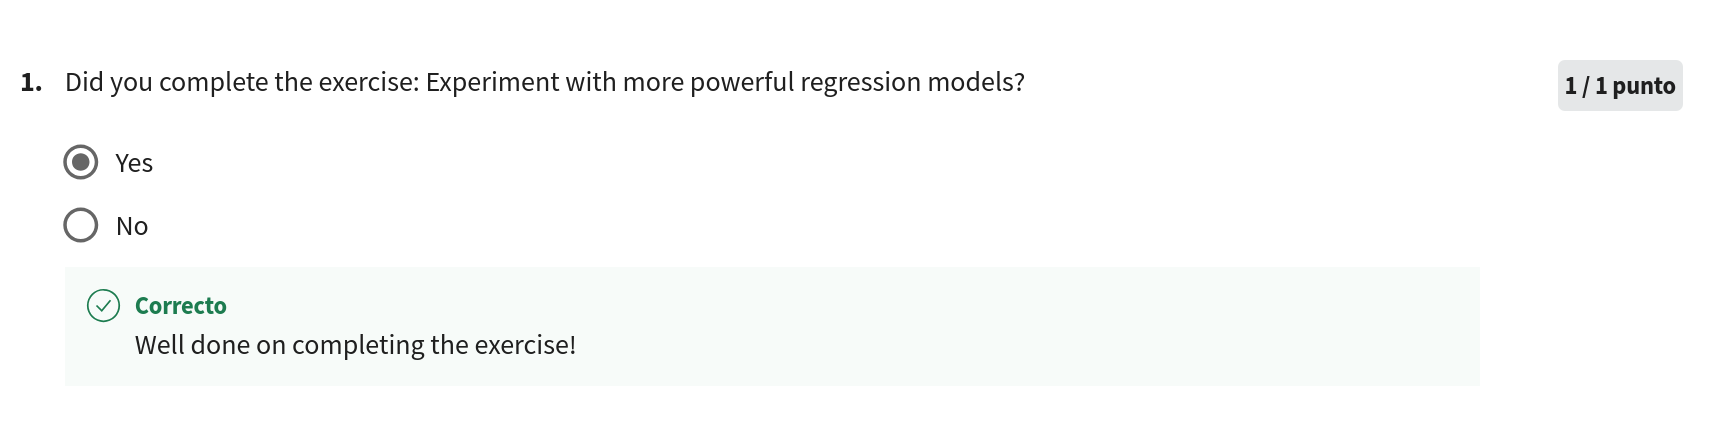 1. Did you complete the exercise: Experiment with more powerful regression models?
1 / 1 punto
Yes
No
Correcto
Well done on completing the exercise!